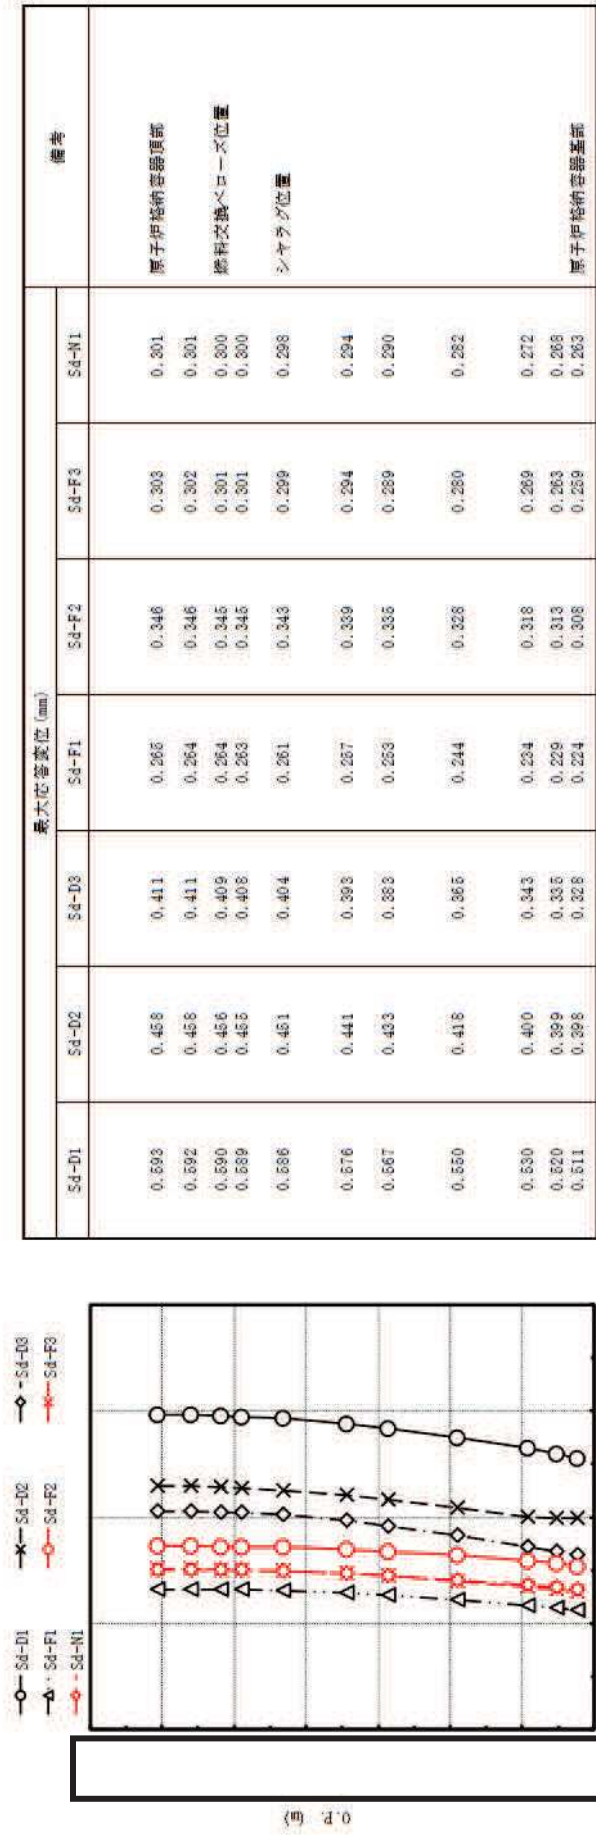 Sd-D1 Sd-D2 Sd-D3
Sd-F1 Sd-F2 Sd-F3
Sd-N1
O.P. (m)
最大応答変位(mm) 備考
Sd-D1 Sd-D2 Sd-D3 Sd-F1 Sd-F2 Sd-F3 Sd-N1
0.593 0.458 0.411 0.265 0.346 0.303 0.301 原子炉格納容器頂部
0.592 0.458 0.411 0.264 0.346 0.302 0.301
0.590 0.456 0.409 0.264 0.345 0.301 0.300 燃料交換ベローズ位置
0.589 0.455 0.408 0.263 0.345 0.301 0.300
0.586 0.451 0.404 0.261 0.343 0.299 0.298 シヤラグ位置
0.576 0.441 0.393 0.257 0.339 0.294 0.294
0.567 0.433 0.383 0.253 0.335 0.289 0.290
0.550 0.418 0.365 0.244 0.328 0.280 0.282
0.530 0.400 0.343 0.234 0.318 0.269 0.272
0.520 0.399 0.335 0.229 0.313 0.263 0.268
0.511 0.398 0.328 0.224 0.308 0.259 0.263 原子炉格納容器基部